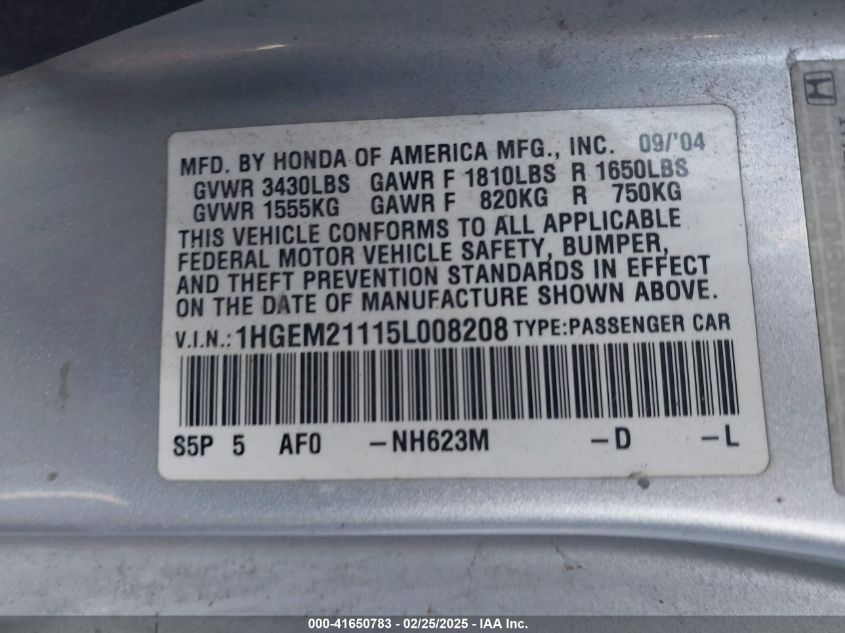 MFD. BY HONDA OF AMERICA MFG., INC. 09/'04
GVWR 3430LBS GAWR F 1810LBS R 1650LBS
GVWR 1555KG GAWR F 820KG R 750KG
THIS VEHICLE CONFORMS TO ALL APPLICABLE
FEDERAL MOTOR VEHICLE SAFETY, BUMPER,
AND THEFT PREVENTION STANDARDS IN EFFECT
ON THE DATE OF MANUFACTURE SHOWN ABOVE.
V.I.N.: 1HGEM21115L008208 TYPE:PASSENGER CAR
S5P 5 AF0 -NH623M -D -L
000-41650783 - 02/25/2025 - IAA Inc.